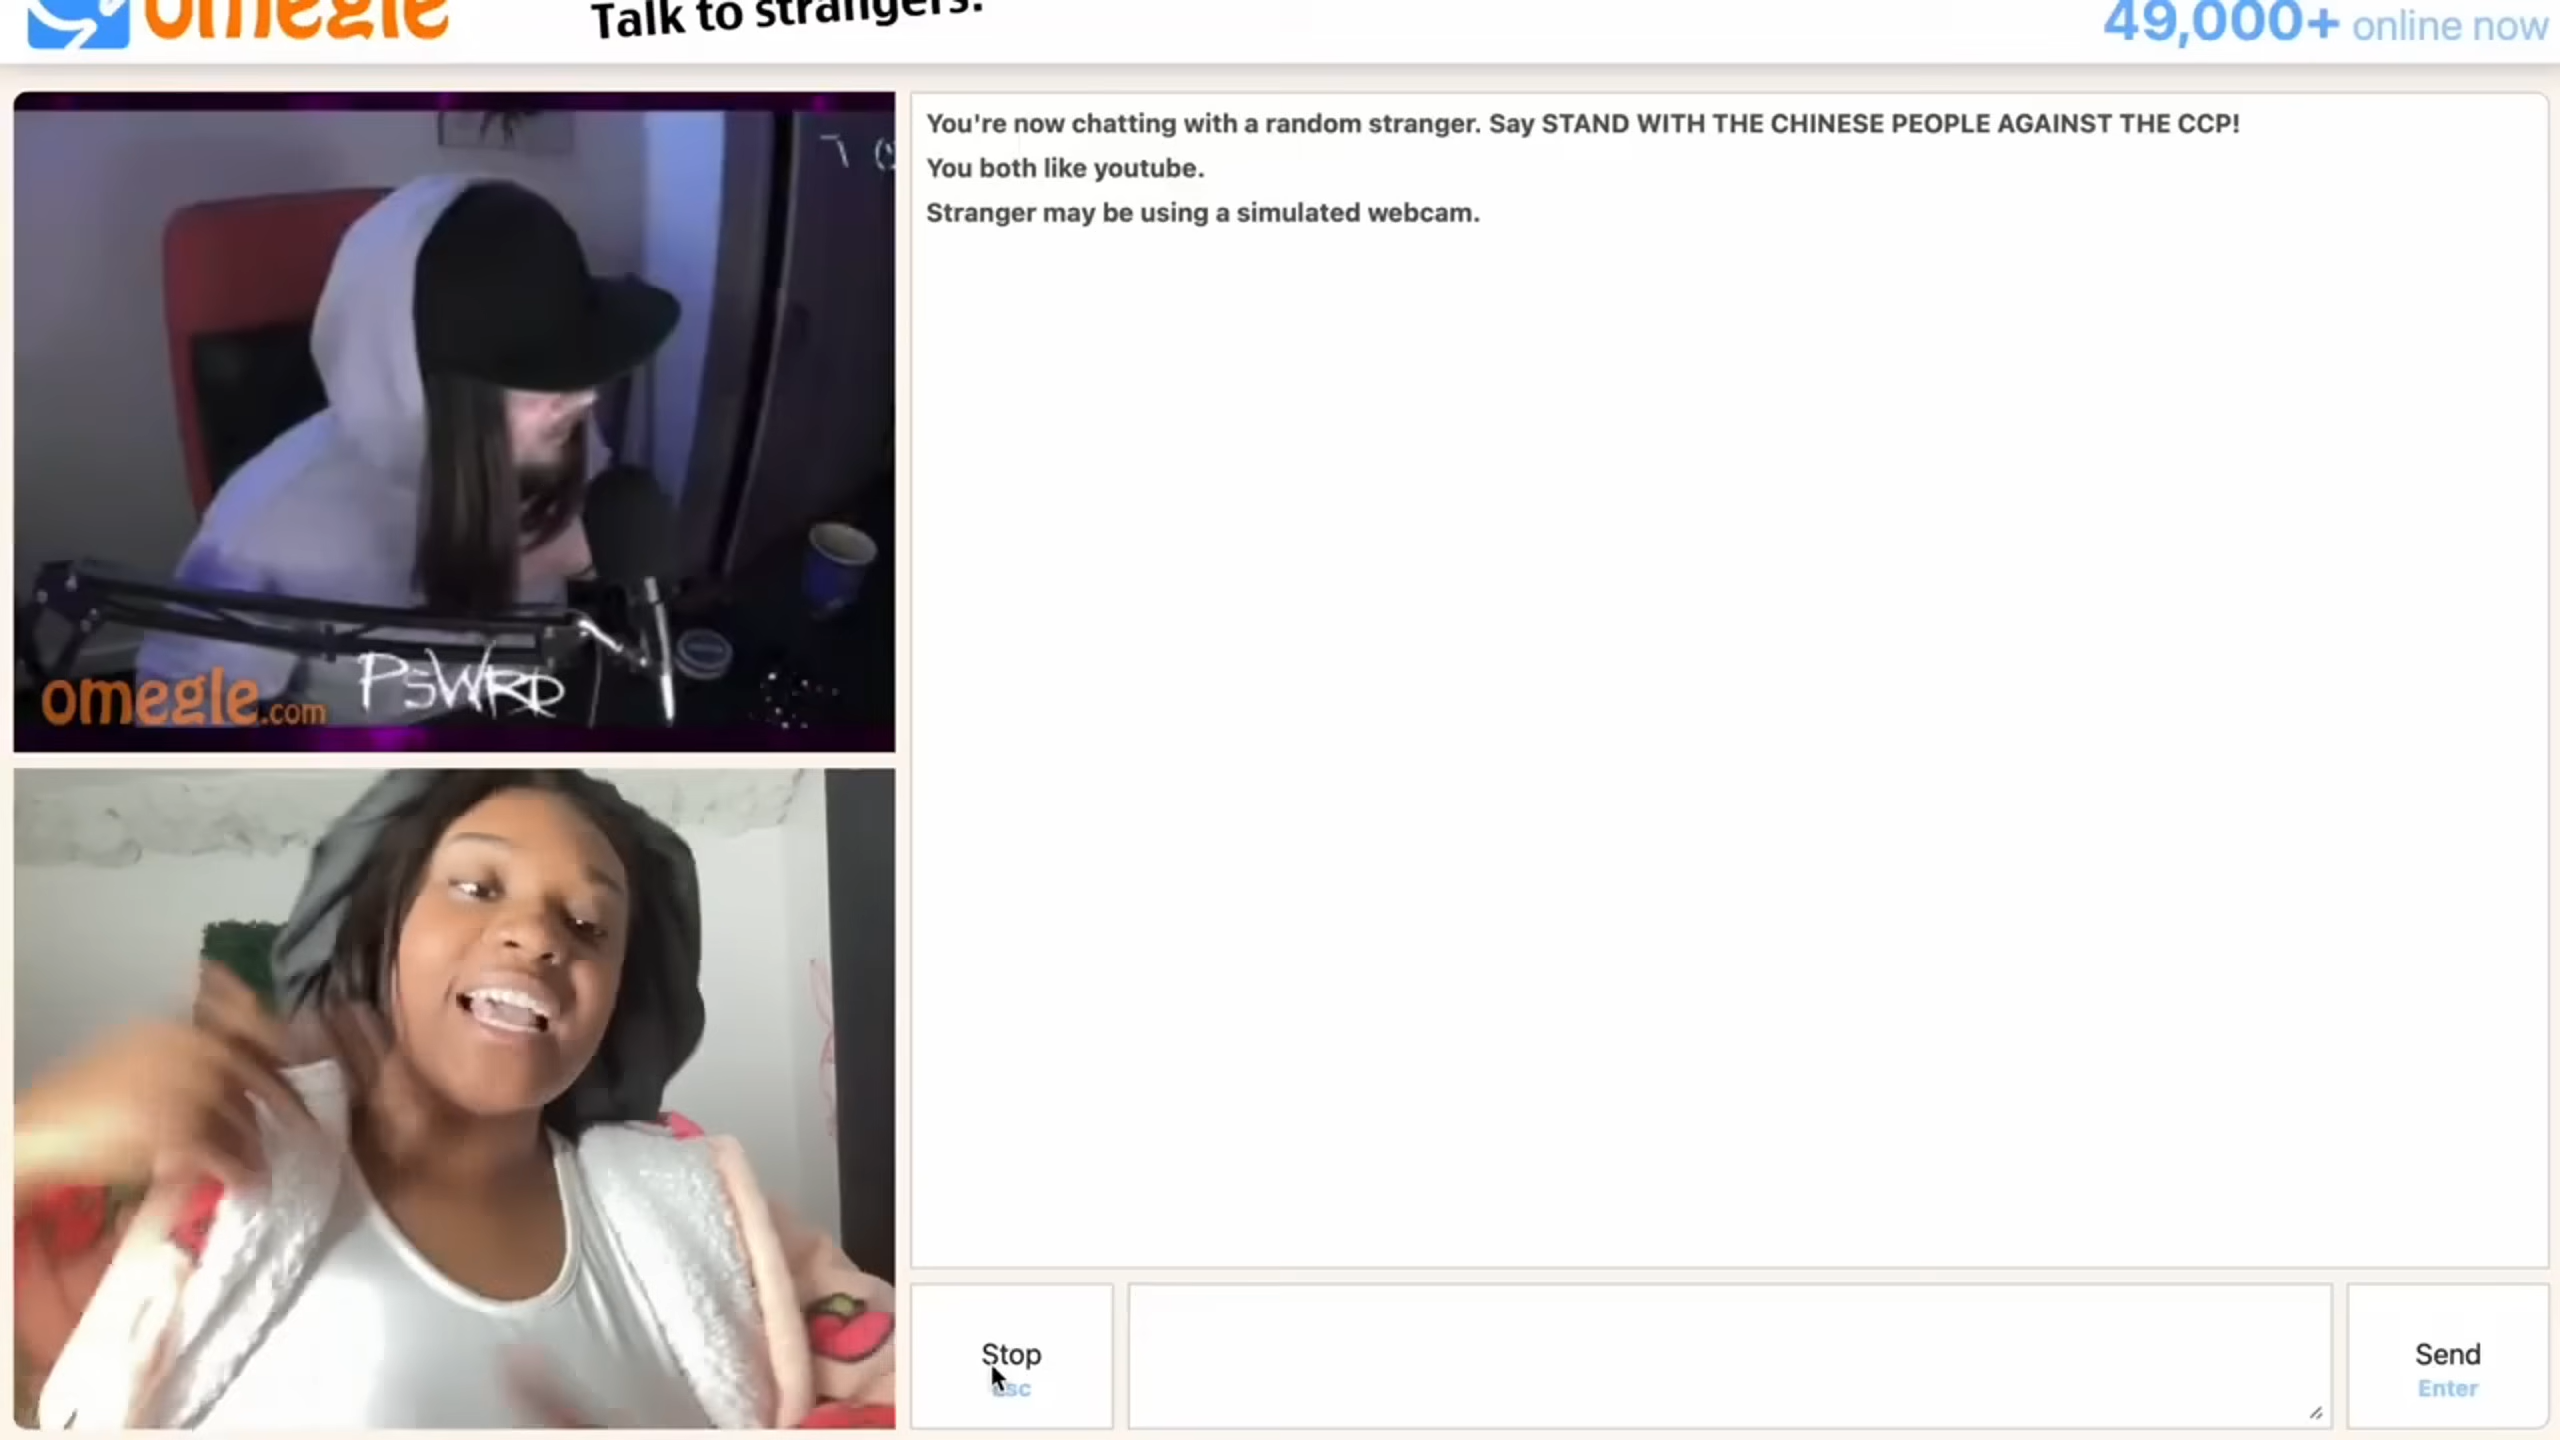 omegle
Talk to strangers!
49,000+ online now
You're now chatting with a random stranger. Say STAND WITH THE CHINESE PEOPLE AGAINST THE CCP!
You both like youtube.
Stranger may be using a simulated webcam.
omegle.com
PSWRD
Stop
Esc
Send
Enter